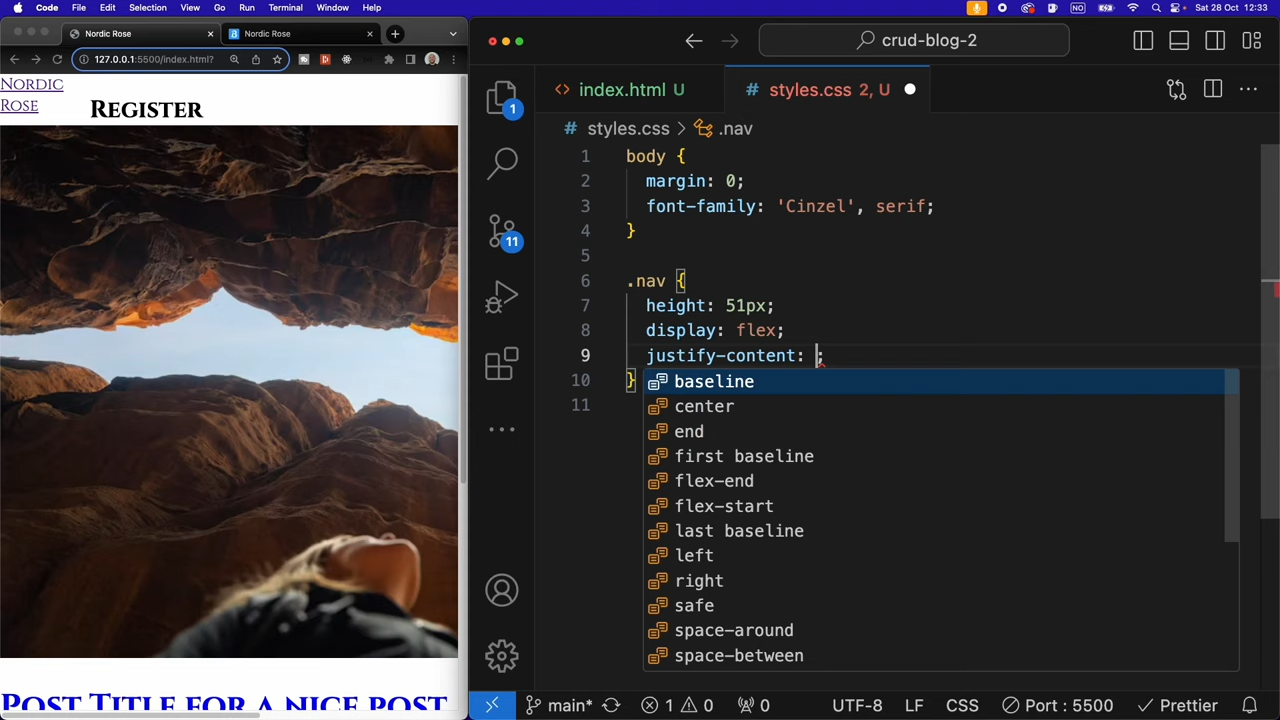 Code File Edit Selection View Go Run Terminal Window Help NO Sat 28 Oct 12:33
Nordic Rose
Nordic Rose
127.0.0.1:5500/index.html?
Nordic
Rose
Register
Post Title for a nice post
crud-blog-2
index.html U
# styles.css 2, U
# styles.css > .nav
1 body {
2 margin: 0;
3 font-family: 'Cinzel', serif;
4 }
5
6 .nav {
7 height: 51px;
8 display: flex;
9 justify-content: ;
10 }
11
baseline
center
end
first baseline
flex-end
flex-start
last baseline
left
right
safe
space-around
space-between
1
11
main* 1 0 0 UTF-8 LF CSS Port : 5500 Prettier